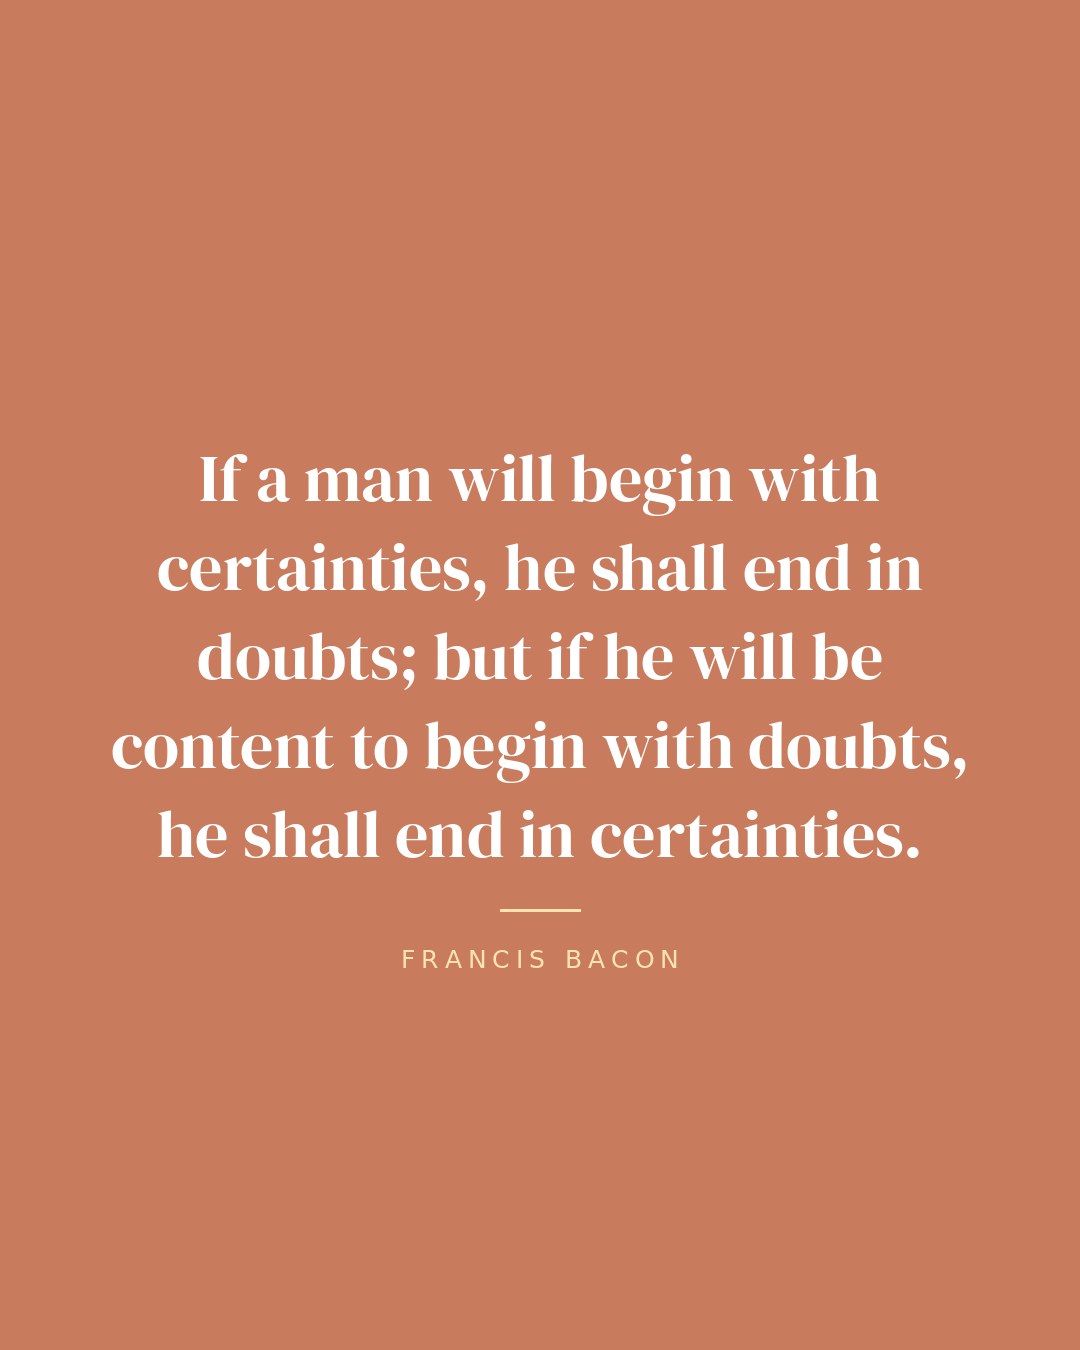 If a man will begin with
certainties, he shall end in
doubts; but if he will be
content to begin with doubts,
he shall end in certainties.
FRANCIS BACON